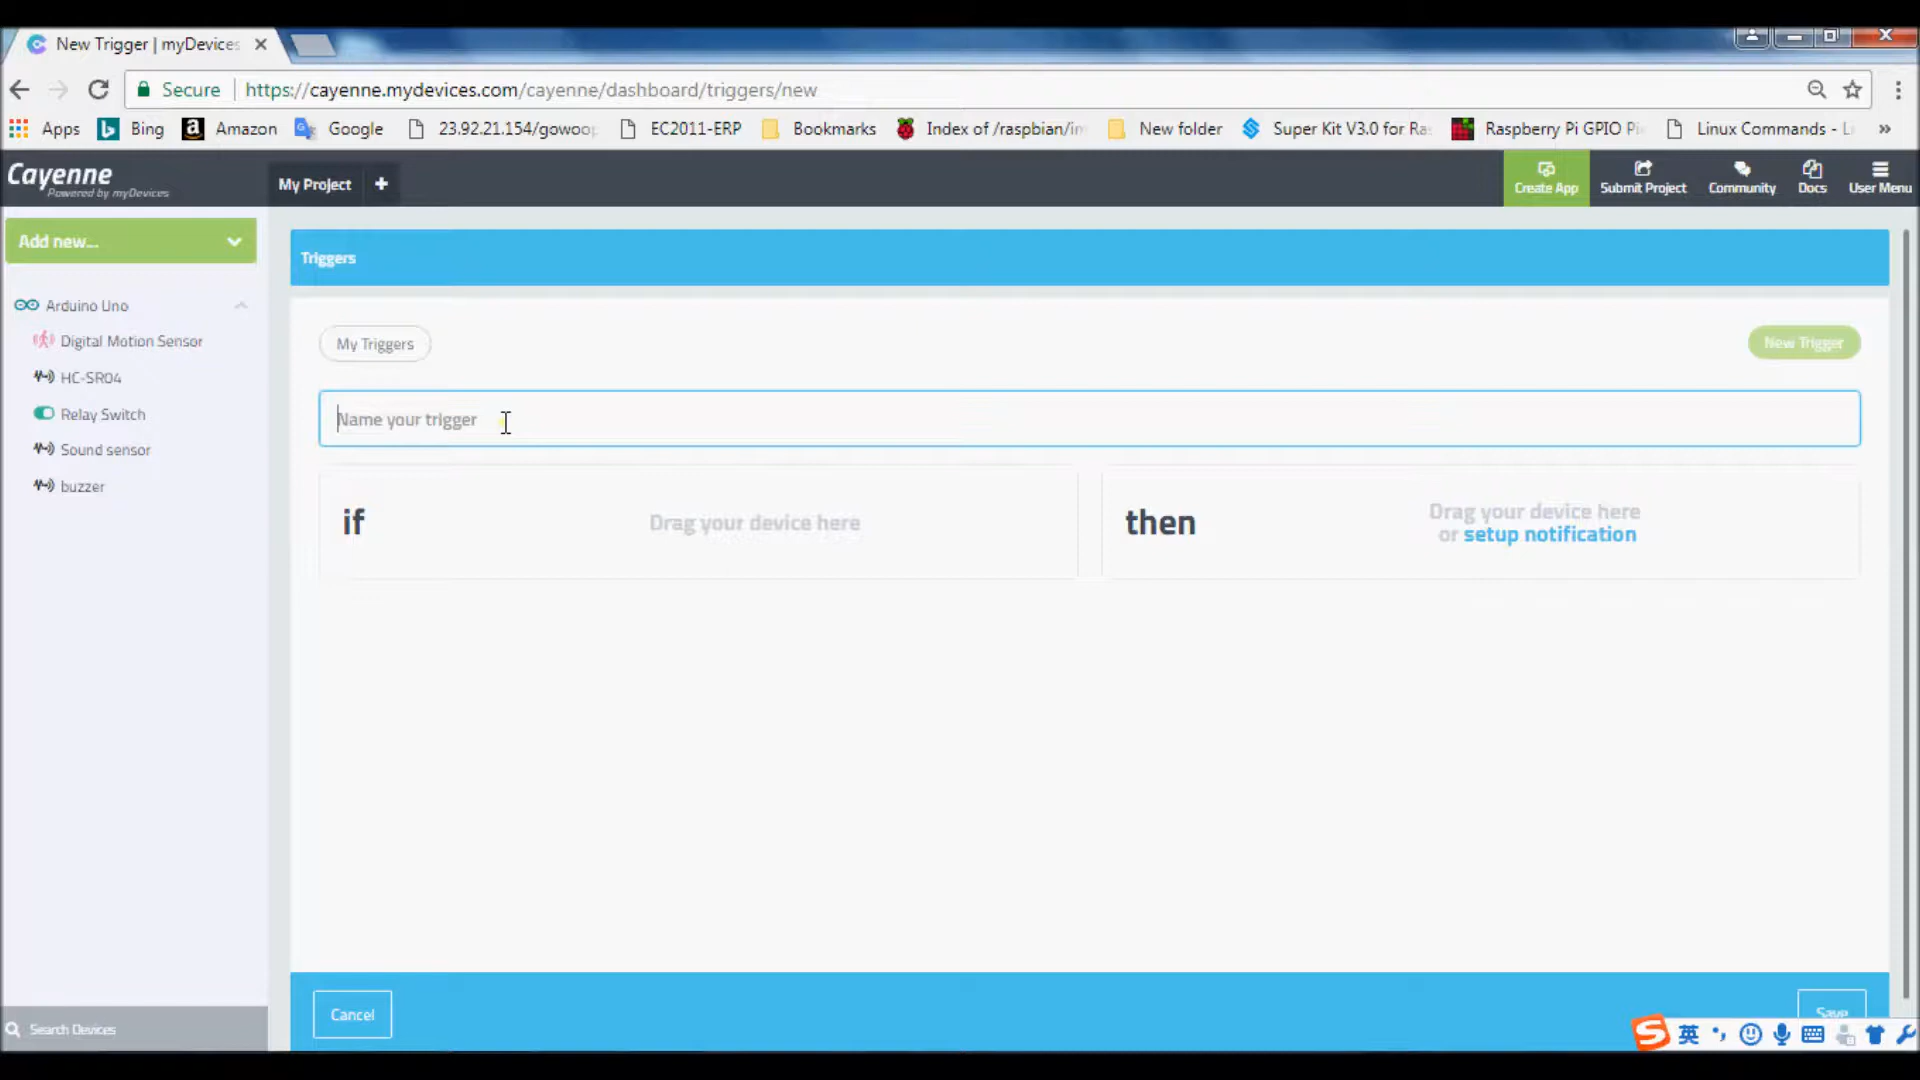 New Trigger | myDevices
Secure https://cayenne.mydevices.com/cayenne/dashboard/triggers/new
Apps Bing Amazon Google 23.92.21.154/gowoop EC2011-ERP Bookmarks Index of /raspbian/im New folder Super Kit V3.0 for Ras Raspberry Pi GPIO Pi Linux Commands - L »
Cayenne
Powered by myDevices
My Project +
Create App Submit Project Community Docs User Menu
Add new...
Triggers
Arduino Uno
Digital Motion Sensor
HC-SR04
Relay Switch
Sound sensor
buzzer
My Triggers
New Trigger
Name your trigger
if
Drag your device here
then
Drag your device here
or setup notification
Cancel
Save
Search Devices
英